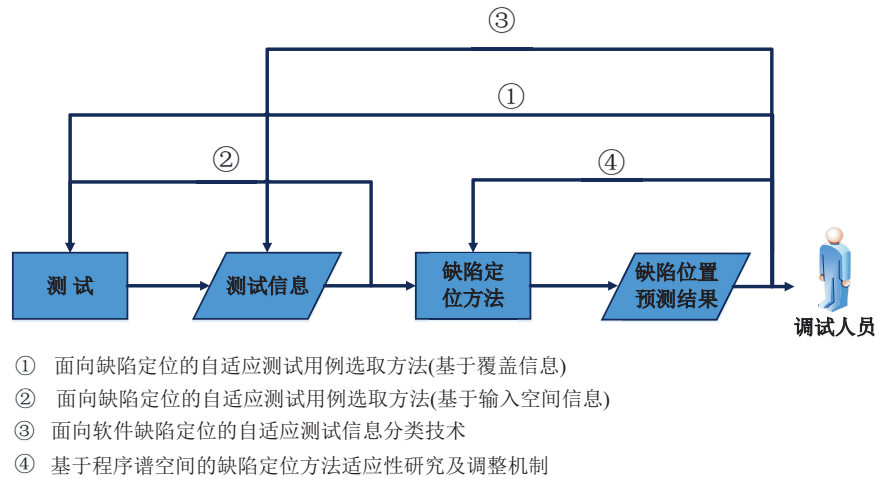 ③
①
②
④
测 试
测试信息
缺陷定
位方法
缺陷位置
预测结果
调试人员
① 面向缺陷定位的自适应测试用例选取方法(基于覆盖信息)
② 面向缺陷定位的自适应测试用例选取方法(基于输入空间信息)
③ 面向软件缺陷定位的自适应测试信息分类技术
④ 基于程序谱空间的缺陷定位方法适应性研究及调整机制